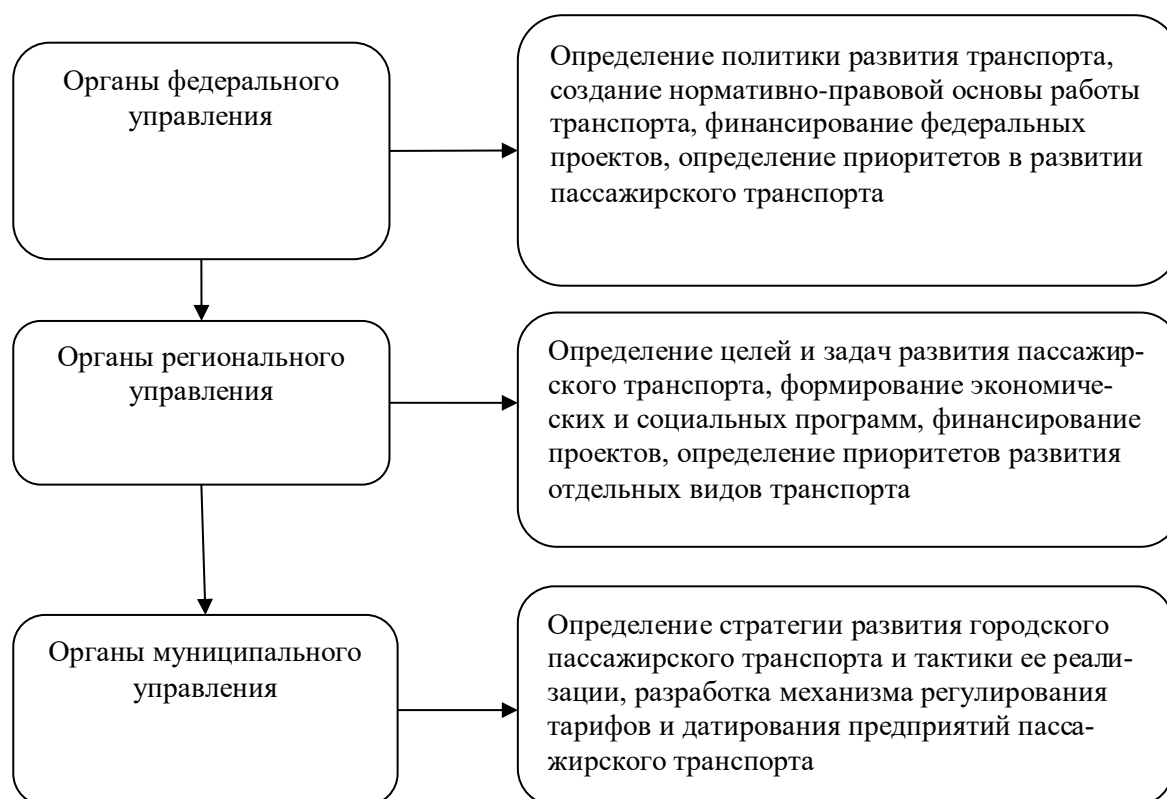 Органы федерального
управления
Определение политики развития транспорта,
создание нормативно-правовой основы работы
транспорта, финансирование федеральных
проектов, определение приоритетов в развитии
пассажирского транспорта
Органы регионального
управления
Определение целей и задач развития пассажир-
ского транспорта, формирование экономиче-
ских и социальных программ, финансирование
проектов, определение приоритетов развития
отдельных видов транспорта
Органы муниципального
управления
Определение стратегии развития городского
пассажирского транспорта и тактики ее реали-
зации, разработка механизма регулирования
тарифов и датирования предприятий пасса-
жирского транспорта